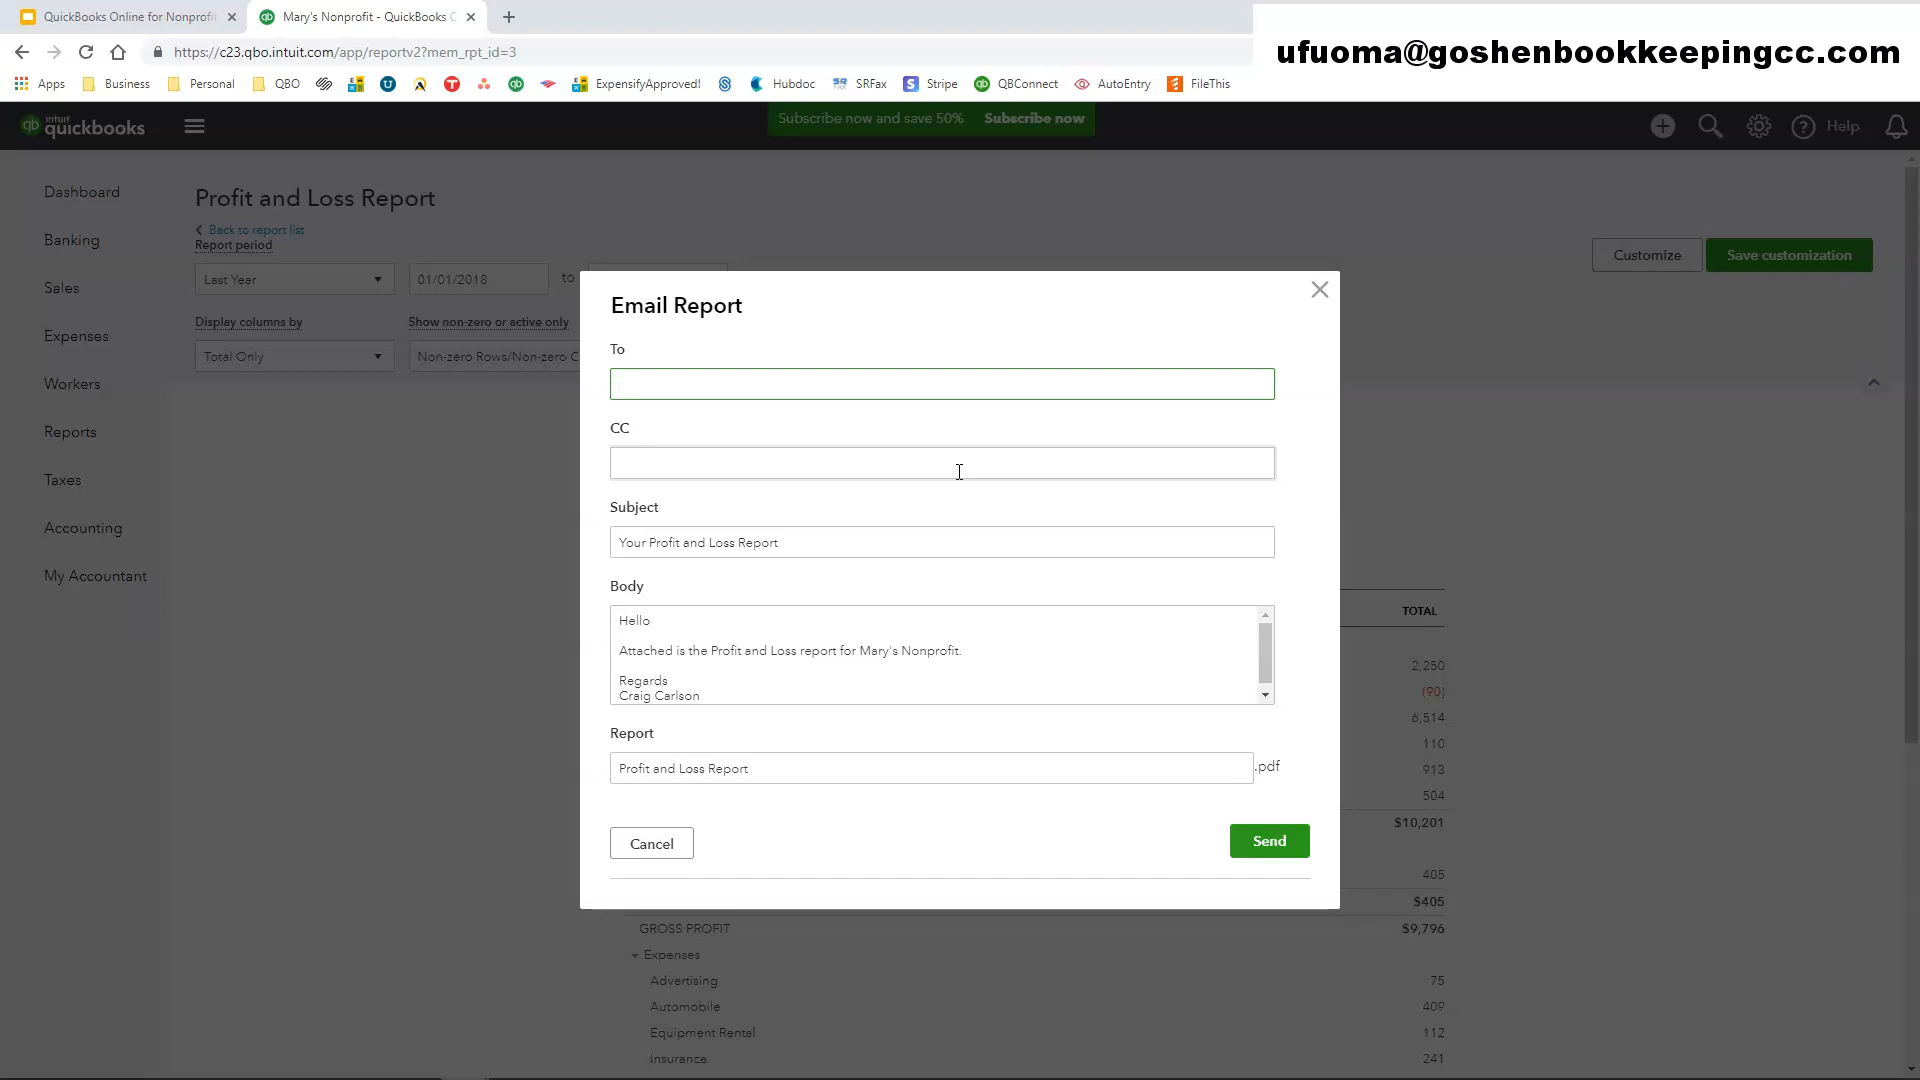 QuickBooks Online for Nonprofi
Mary's Nonprofit - QuickBooks C
https://c23.qbo.intuit.com/app/reportv2?mem_rpt_id=3
ufuoma@goshenbookkeepingcc.com
Apps
Business
Personal
QBO
ExpensifyApproved!
Hubdoc
SRFax
Stripe
QBConnect
AutoEntry
FileThis
intuit
quickbooks
Subscribe now and save 50% Subscribe now
Help
Dashboard
Banking
Sales
Expenses
Workers
Reports
Taxes
Accounting
My Accountant
Profit and Loss Report
Back to report list
Report period
Last Year
01/01/2018
to
Display columns by
Show non-zero or active only
Total Only
Non-zero Rows/Non-zero C
Customize
Save customization
Email Report
To
CC
Subject
Your Profit and Loss Report
Body
Hello
Attached is the Profit and Loss report for Mary's Nonprofit.
Regards
Craig Carlson
Report
Profit and Loss Report
.pdf
Cancel
Send
TOTAL
2,250
(90)
6,514
110
913
504
$10,201
405
$405
GROSS PROFIT $9,796
Expenses
Advertising 75
Automobile 409
Equipment Rental 112
Insurance 241